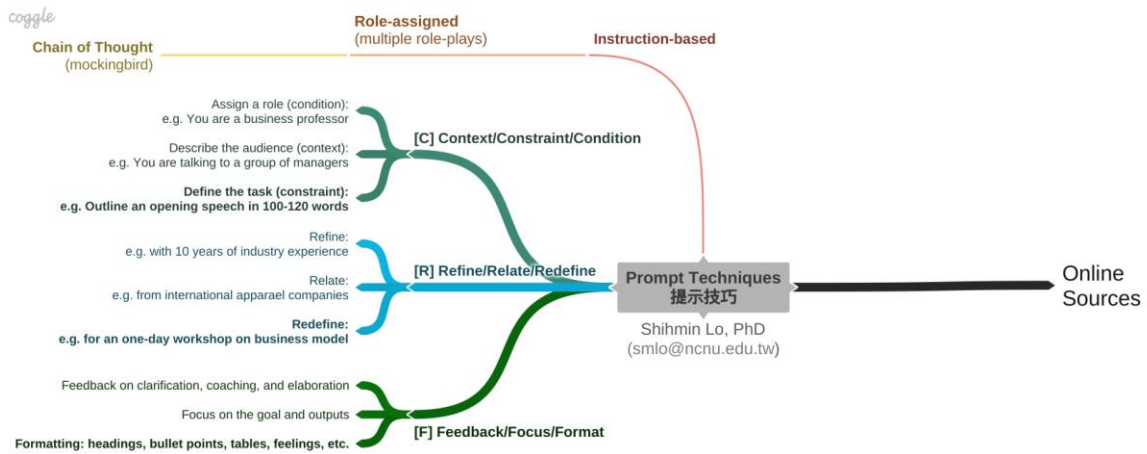 coggle
Role-assigned
(multiple role-plays)
Chain of Thought
(mockingbird)
Instruction-based
Assign a role (condition):
e.g. You are a business professor
[C] Context/Constraint/Condition
Describe the audience (context):
e.g. You are talking to a group of managers
Define the task (constraint):
e.g. Outline an opening speech in 100-120 words
Refine:
e.g. with 10 years of industry experience
[R] Refine/Relate/Redefine
Relate:
e.g. from international apparael companies
Redefine:
e.g. for an one-day workshop on business model
Prompt Techniques
提示技巧
Shihmin Lo, PhD
(smlo@ncnu.edu.tw)
Online
Sources
Feedback on clarification, coaching, and elaboration
Focus on the goal and outputs
[F] Feedback/Focus/Format
Formatting: headings, bullet points, tables, feelings, etc.